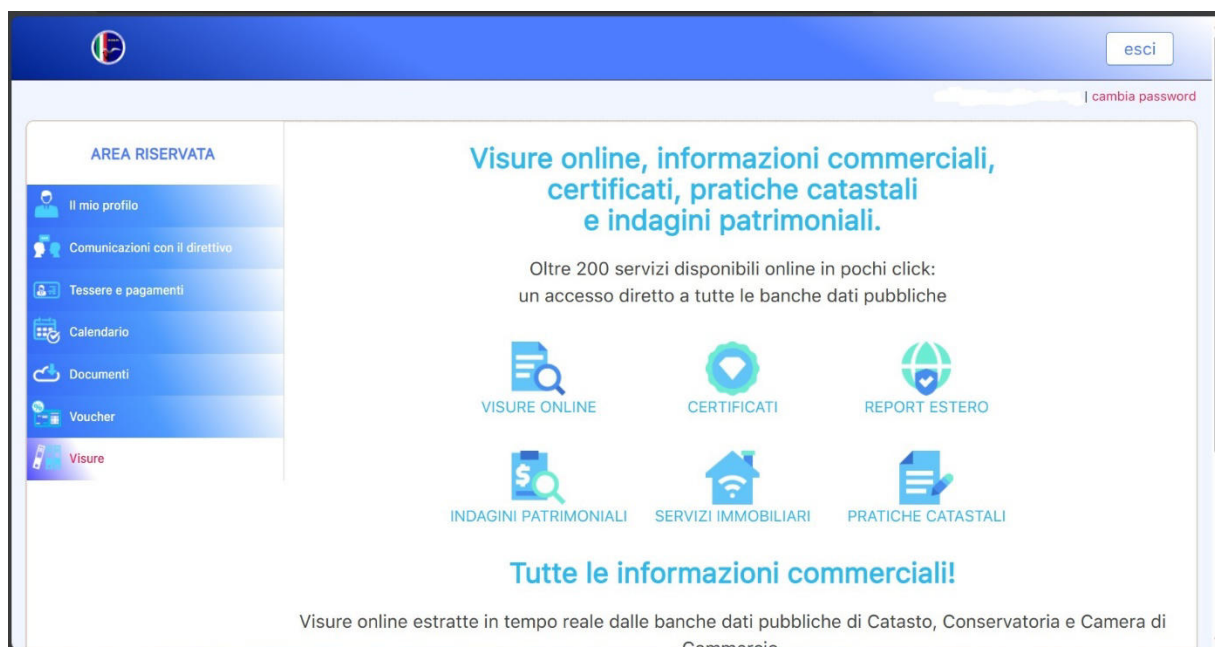 esci
| cambia password
AREA RISERVATA
Il mio profilo
Comunicazioni con il direttivo
Tessere e pagamenti
Calendario
Documenti
Voucher
Visure
Visure online, informazioni commerciali,
certificati, pratiche catastali
e indagini patrimoniali.
Oltre 200 servizi disponibili online in pochi click:
un accesso diretto a tutte le banche dati pubbliche
VISURE ONLINE
CERTIFICATI
REPORT ESTERO
INDAGINI PATRIMONIALI
SERVIZI IMMOBILIARI
PRATICHE CATASTALI
Tutte le informazioni commerciali!
Visure online estratte in tempo reale dalle banche dati pubbliche di Catasto, Conservatoria e Camera di
Commercio